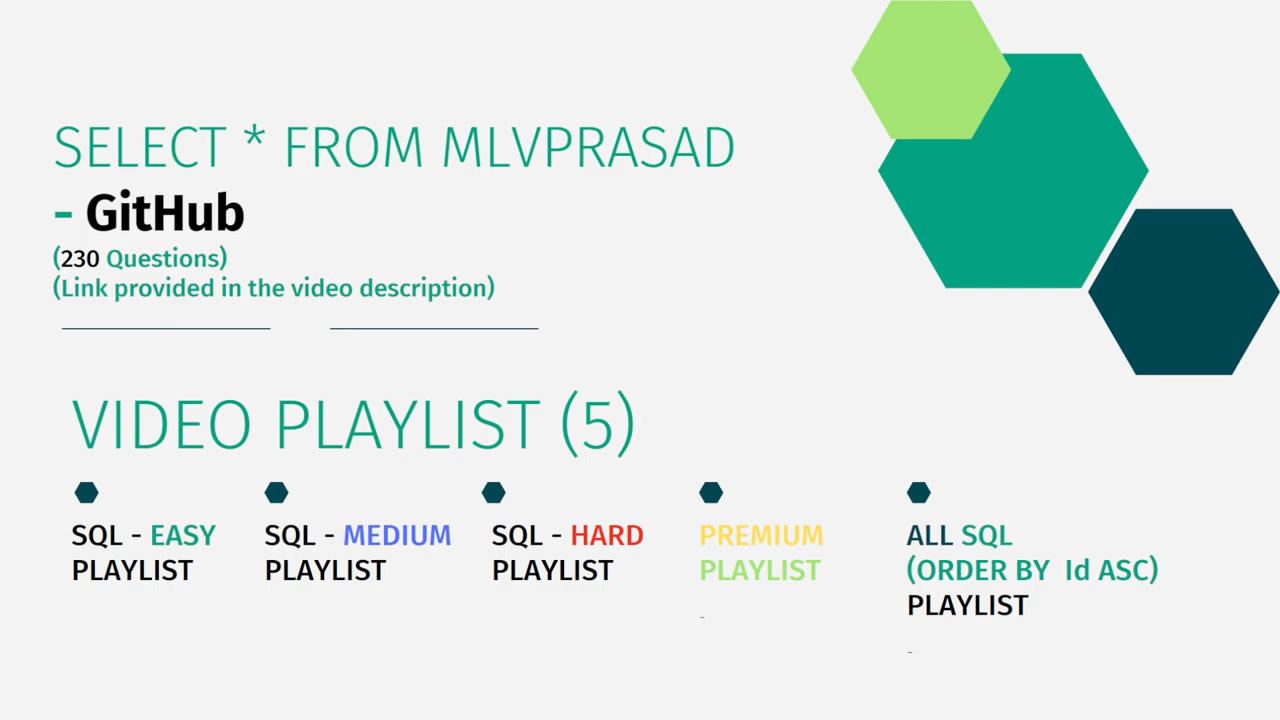 SELECT * FROM MLVPRASAD
- GitHub
(230 Questions)
(Link provided in the video description)
VIDEO PLAYLIST (5)
SQL - EASY
PLAYLIST
SQL - MEDIUM
PLAYLIST
SQL - HARD
PLAYLIST
PREMIUM
PLAYLIST
-
ALL SQL
(ORDER BY Id ASC)
PLAYLIST
-